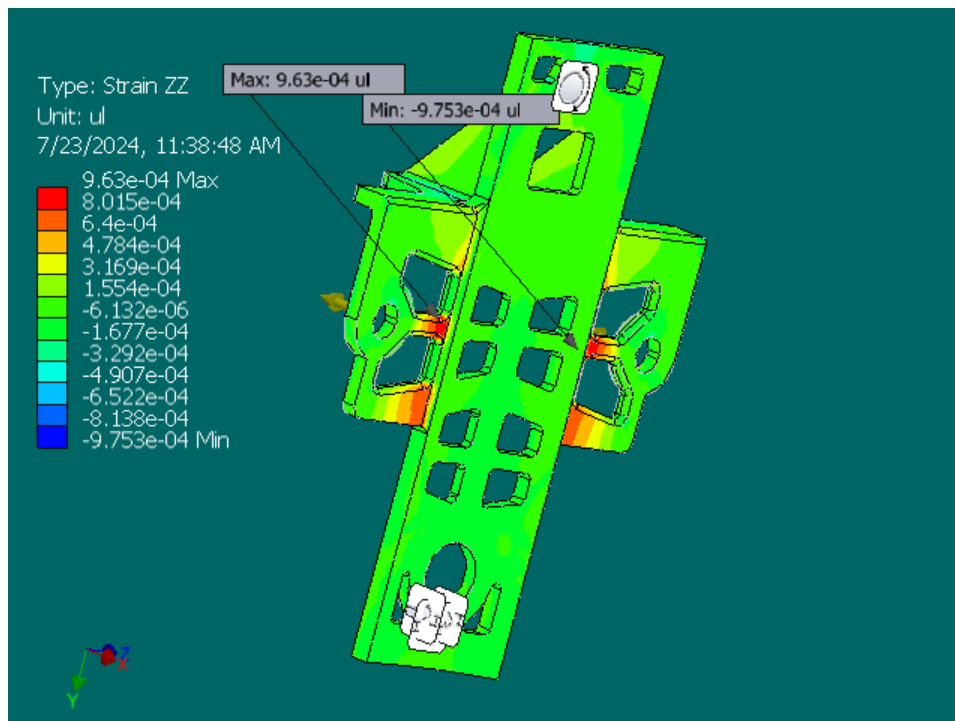 Type: Strain ZZ
Unit: ul
7/23/2024, 11:38:48 AM
Max: 9.63e-04 ul
Min: -9.753e-04 ul
9.63e-04 Max
8.015e-04
6.4e-04
4.784e-04
3.169e-04
1.554e-04
-6.132e-06
-1.677e-04
-3.292e-04
-4.907e-04
-6.522e-04
-8.138e-04
-9.753e-04 Min
Z
X
Y